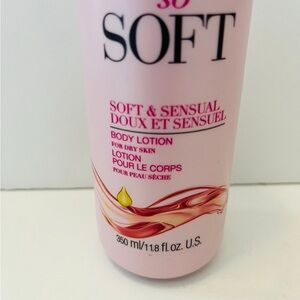 SO
SOFT
SOFT & SENSUAL
DOUX ET SENSUEL
BODY LOTION
FOR DRY SKIN
LOTION
POUR LE CORPS
POUR PEAU SÈCHE
350 ml/11.8 fl.oz. U.S.